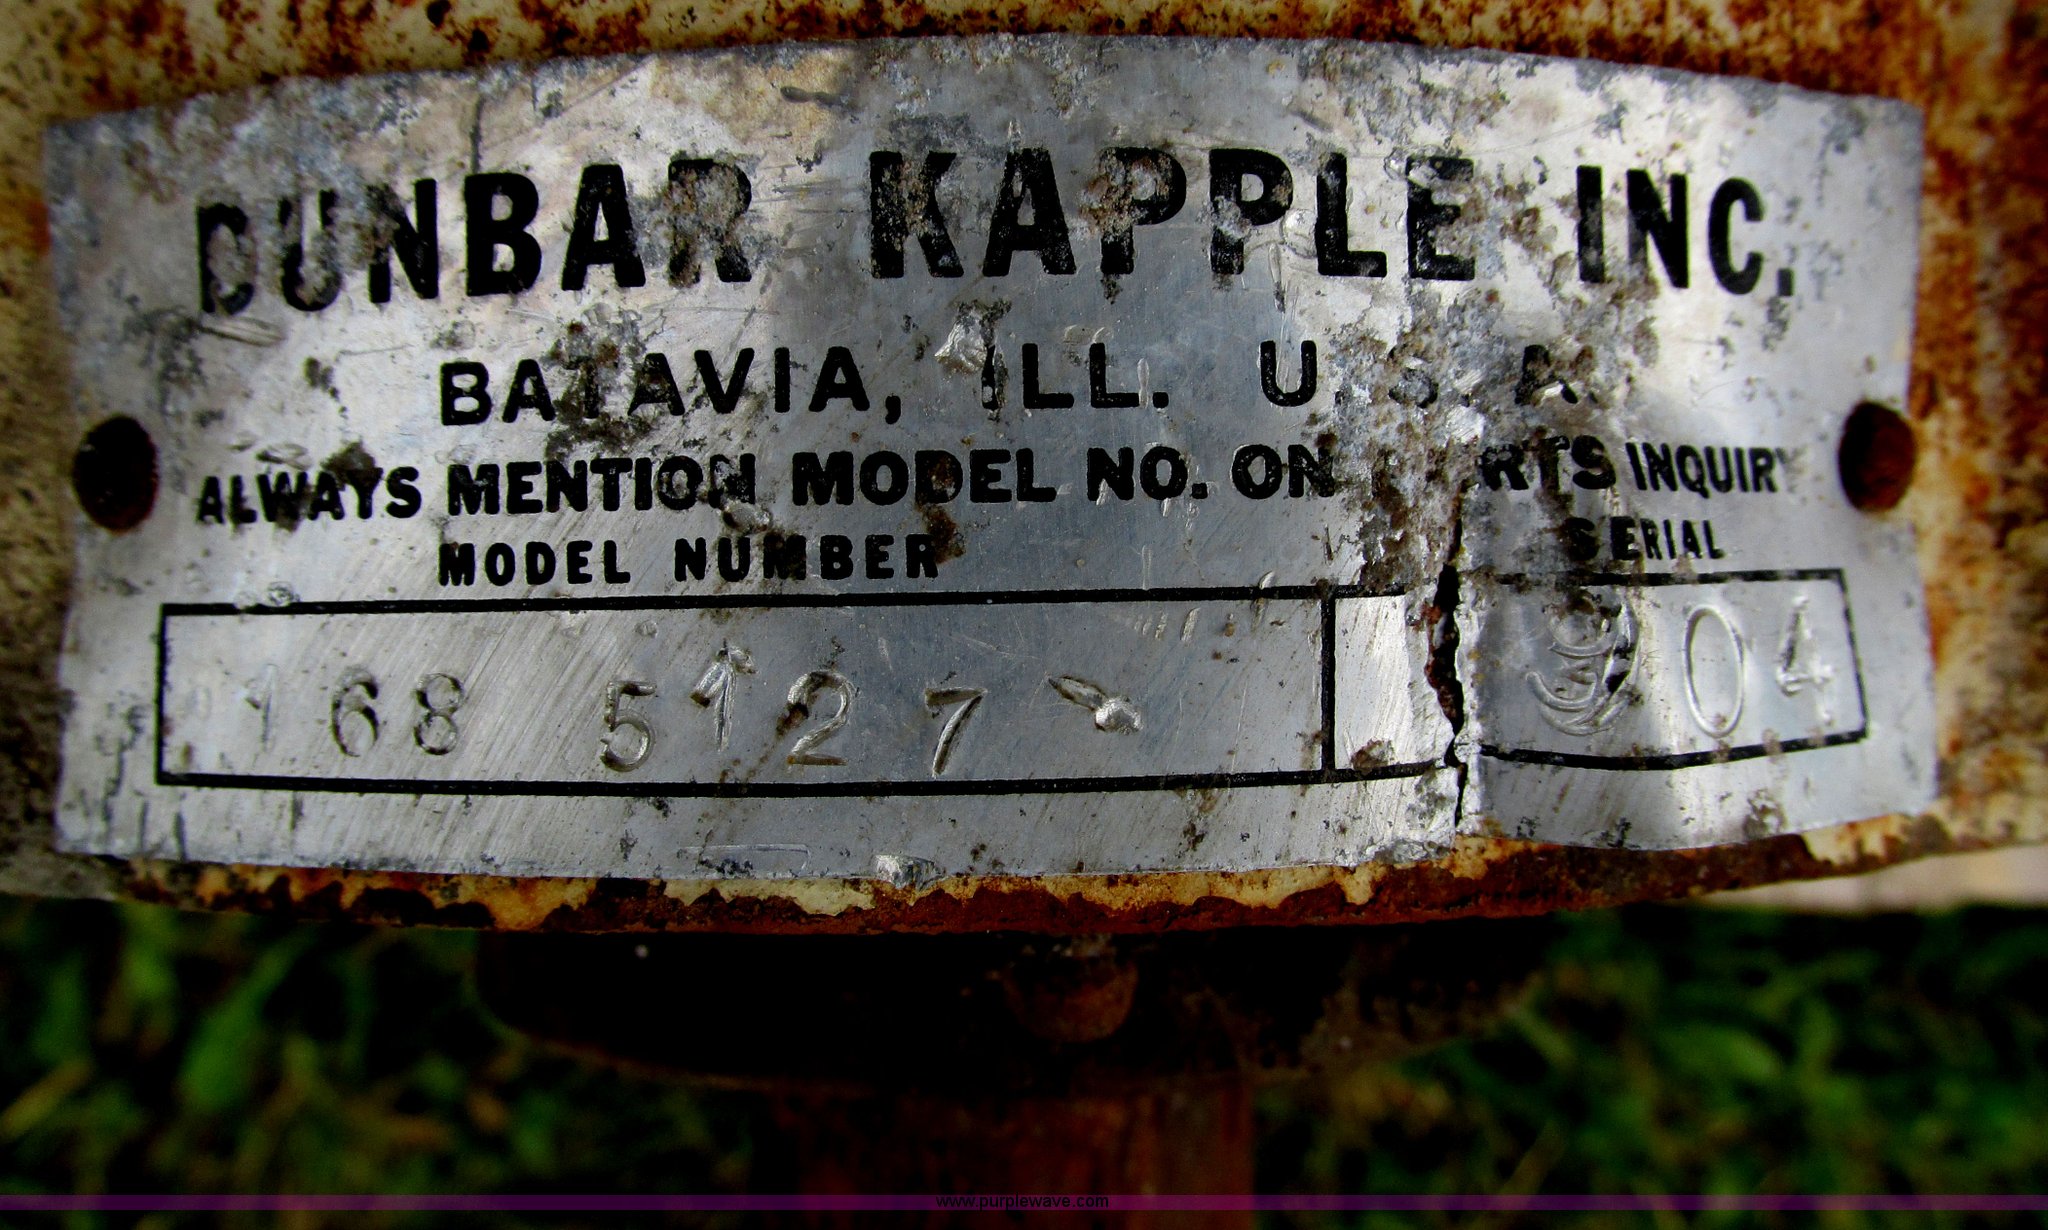 DUNBAR KAPPLE INC.
BATAVIA, ILL. U.S.A.
ALWAYS MENTION MODEL NO. ON INQUIRY
MODEL NUMBER SERIAL
168 5127 04
www.purplewave.com